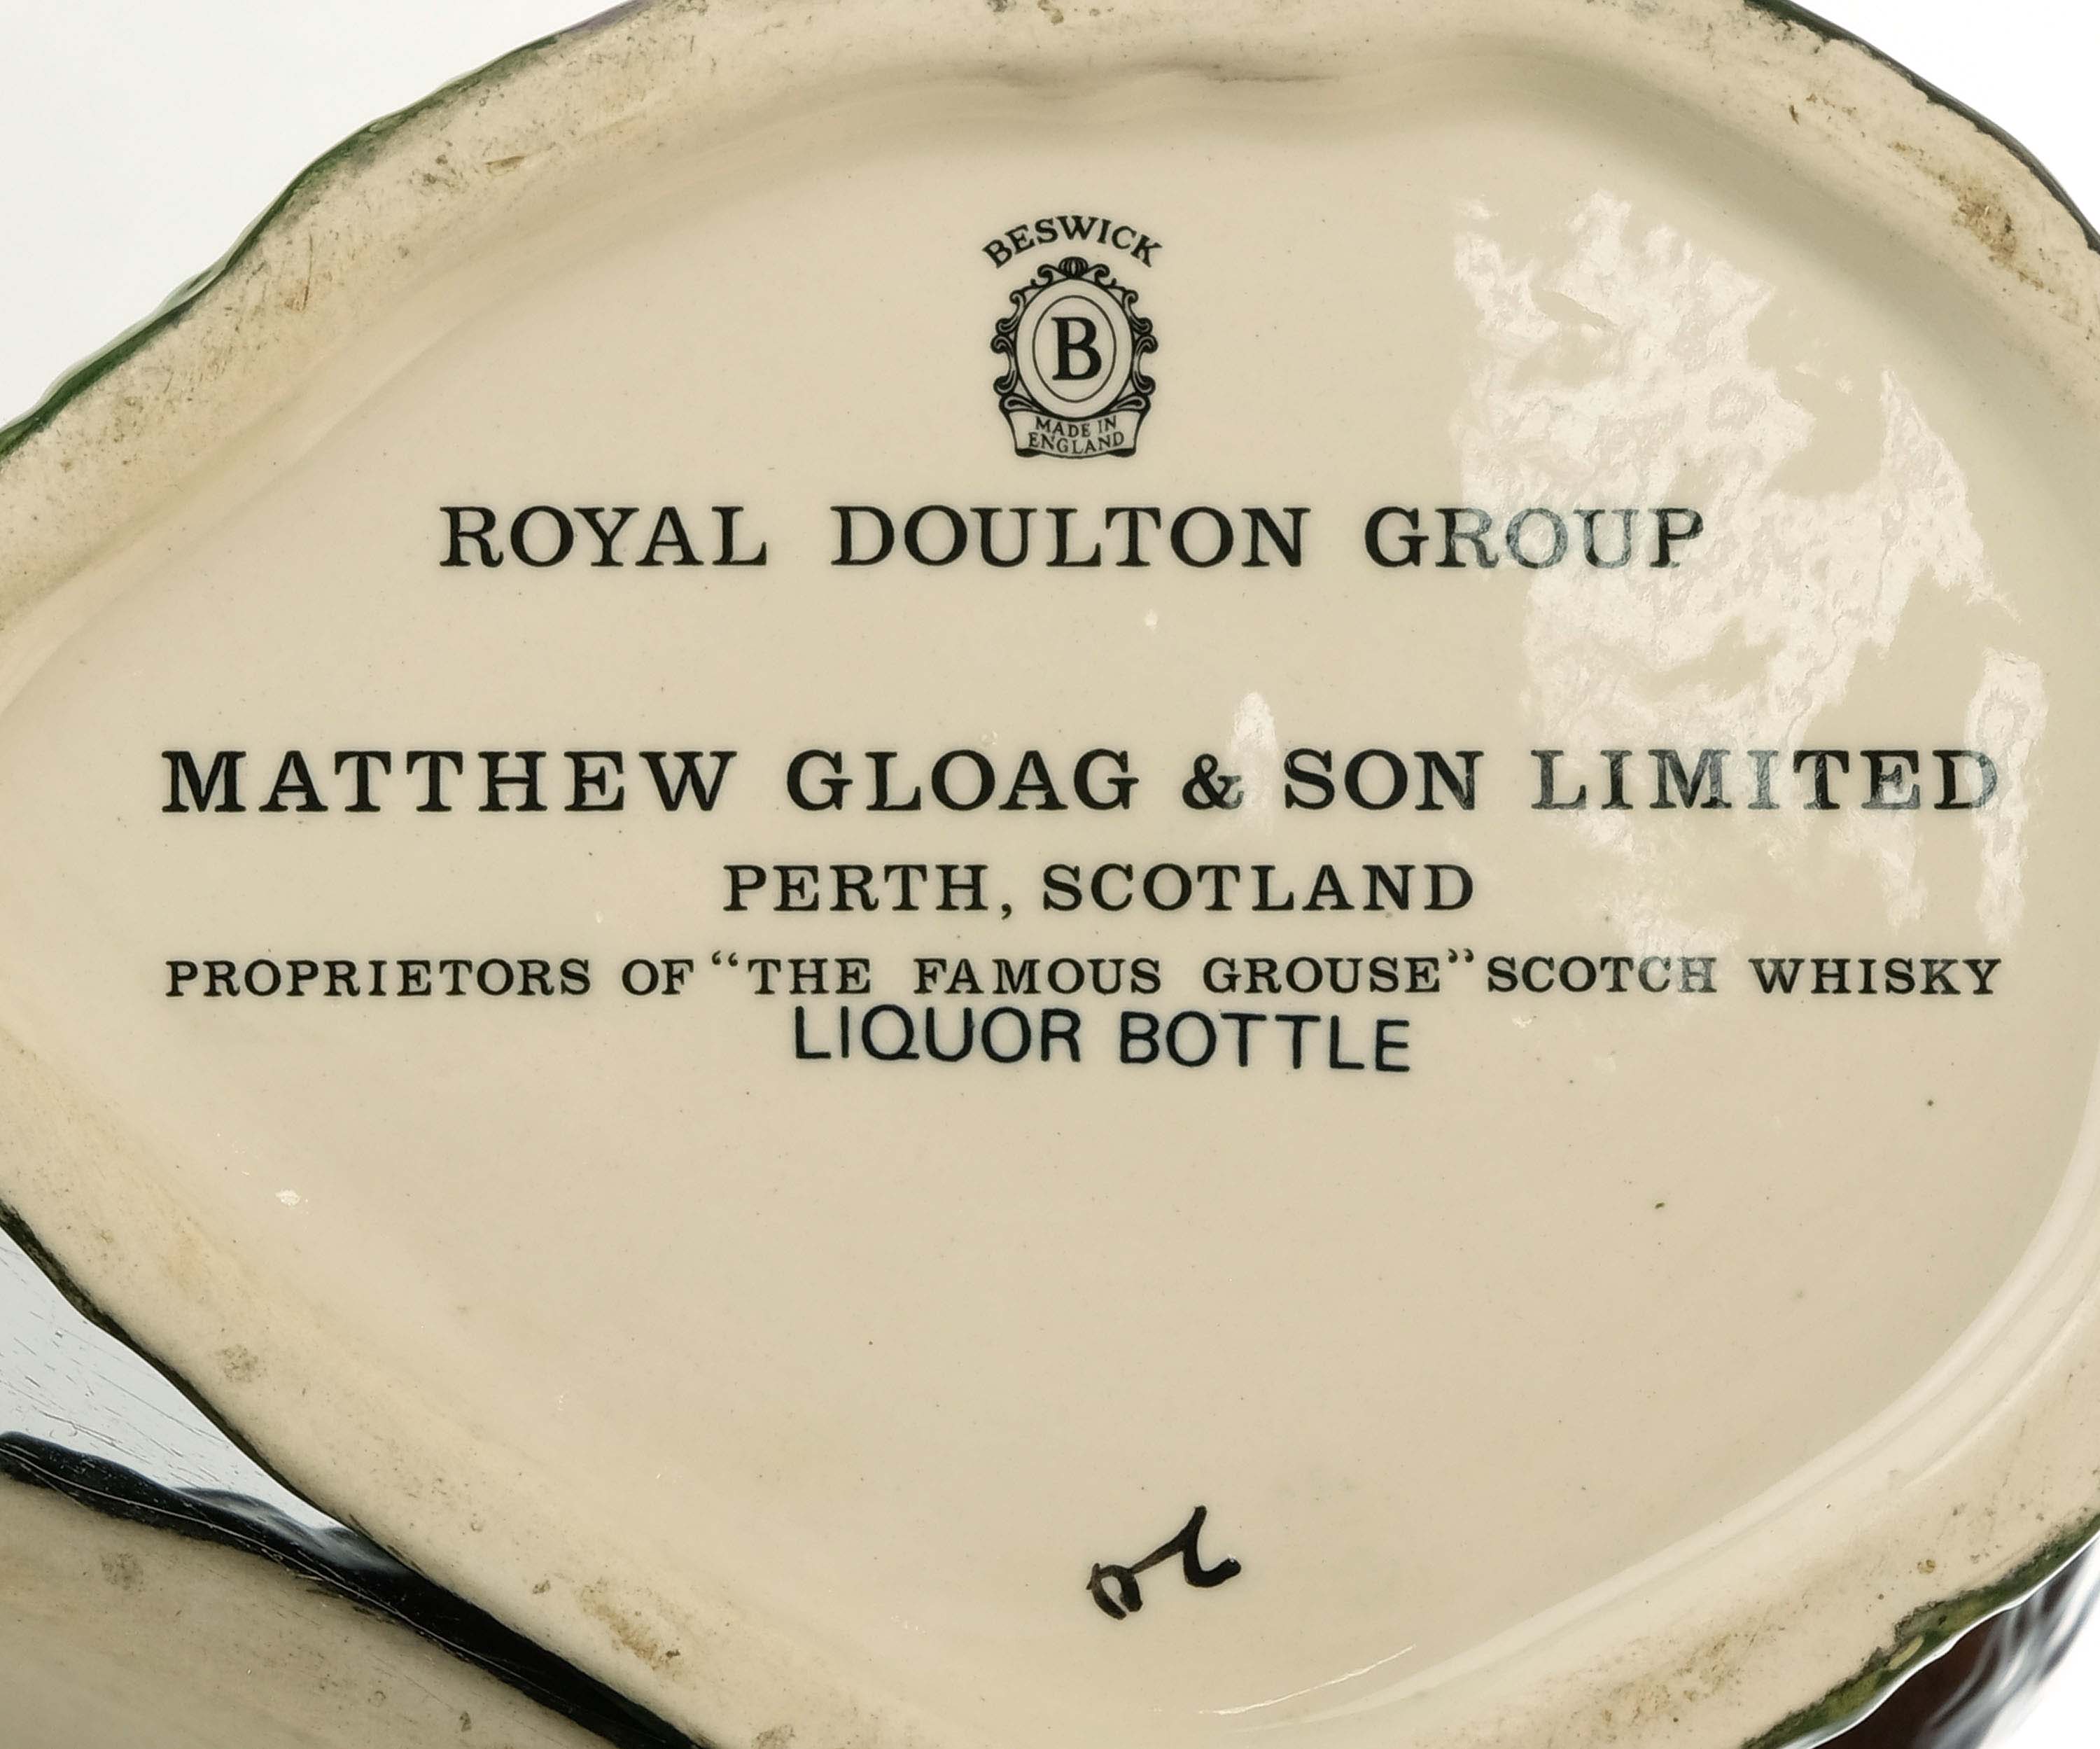 BESWICK
B
MADE IN
ENGLAND
ROYAL DOULTON GROUP
MATTHEW GLOAG & SON LIMITED
PERTH, SCOTLAND
PROPRIETORS OF “THE FAMOUS GROUSE” SCOTCH WHISKY
LIQUOR BOTTLE